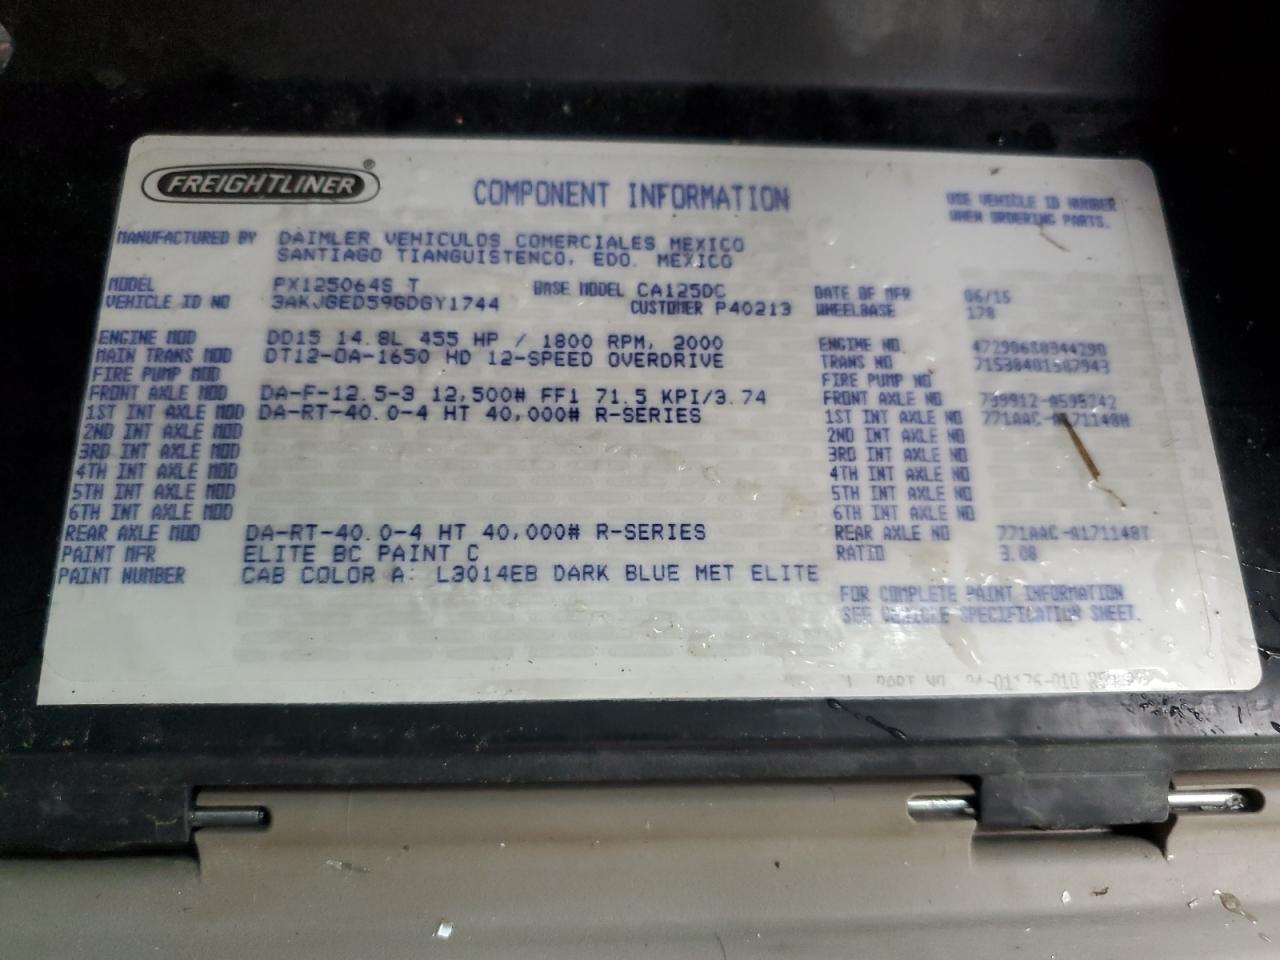 FREIGHTLINER®
COMPONENT INFORMATION
USE VEHICLE ID NUMBER
WHEN ORDERING PARTS.
MANUFACTURED BY DAIMLER VEHICULOS COMERCIALES MEXICO
SANTIAGO TIANGUISTENCO, EDO. MEXICO
MODEL PX125064S T BASE MODEL CA125DC DATE OF MFR 06/15
VEHICLE ID NO 3AKJGED59GDGY1744 CUSTOMER P40213 WHEELBASE 178
ENGINE MOD DD15 14.8L 455 HP / 1800 RPM, 2000 ENGINE NO.
MAIN TRANS MOD DT12-OA-1650 HD 12-SPEED OVERDRIVE TRANS NO
FIRE PUMP MOD FIRE PUMP NO
FRONT AXLE MOD DA-F-12.5-3 12,500# FF1 71.5 KPI/3.74 FRONT AXLE NO
1ST INT AXLE MOD DA-RT-40.0-4 HT 40,000# R-SERIES 1ST INT AXLE NO
2ND INT AXLE MOD 2ND INT AXLE NO
3RD INT AXLE MOD 3RD INT AXLE NO
4TH INT AXLE MOD 4TH INT AXLE NO
5TH INT AXLE MOD 5TH INT AXLE NO
6TH INT AXLE MOD 6TH INT AXLE NO
REAR AXLE MOD DA-RT-40.0-4 HT 40,000# R-SERIES REAR AXLE NO 771AAC-A171148T
PAINT MFR ELITE BC PAINT C RATIO 3.08
PAINT NUMBER CAB COLOR A: L3014EB DARK BLUE MET ELITE
FOR COMPLETE PAINT INFORMATION
SEE VEHICLE SPECIFICATION SHEET.
PART NO.